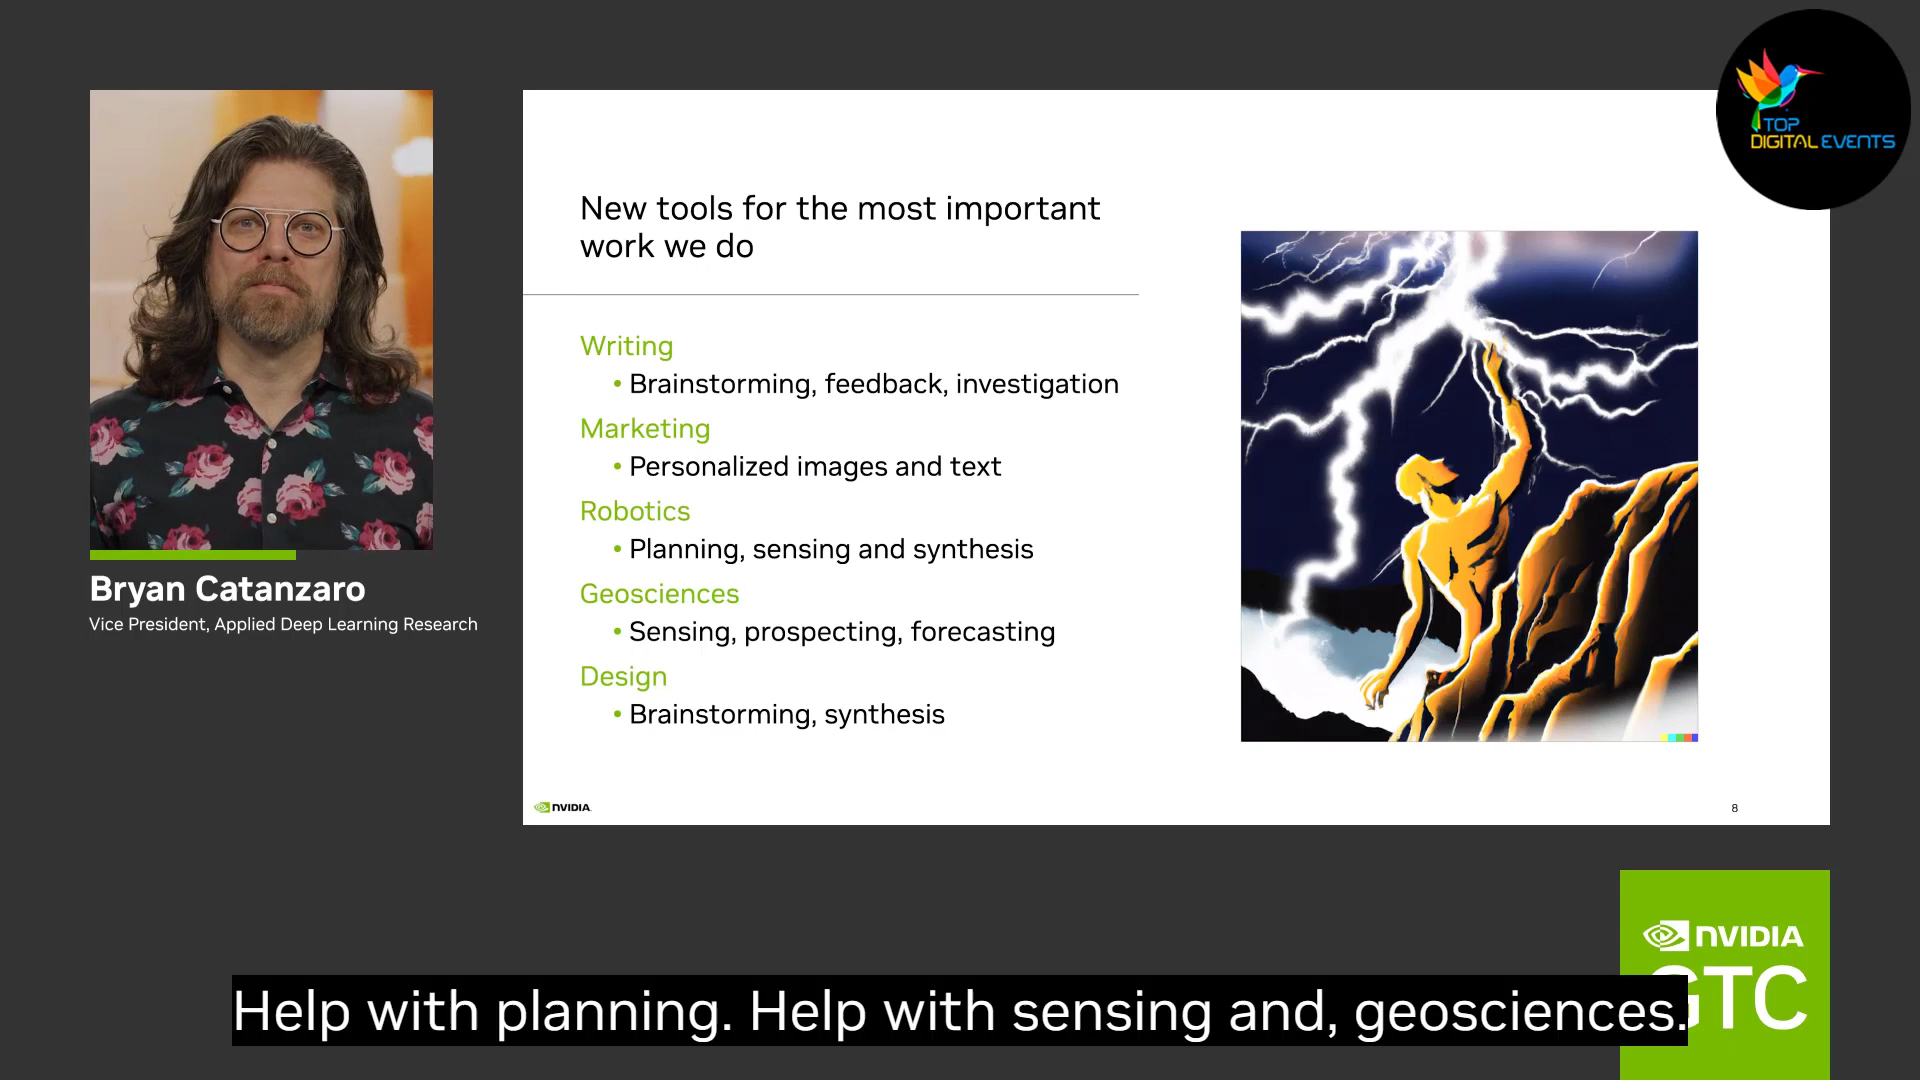 TOP
DIGITAL EVENTS
New tools for the most important
work we do
Writing
• Brainstorming, feedback, investigation
Marketing
• Personalized images and text
Robotics
• Planning, sensing and synthesis
Geosciences
• Sensing, prospecting, forecasting
Design
• Brainstorming, synthesis
NVIDIA
8
Bryan Catanzaro
Vice President, Applied Deep Learning Research
NVIDIA
GTC
Help with planning. Help with sensing and, geosciences.